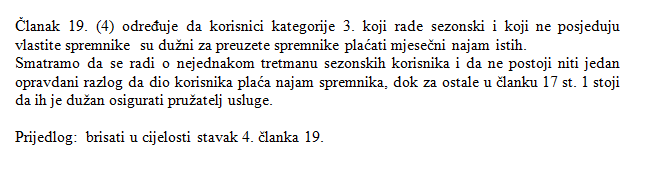 Članak 19. (4) određuje da korisnici kategorije 3. koji rade sezonski i koji ne posjeduju
vlastite spremnike su dužni za preuzete spremnike plaćati mjesečni najam istih.
Smatramo da se radi o nejednakom tretmanu sezonskih korisnika i da ne postoji niti jedan
opravdani razlog da dio korisnika plaća najam spremnika, dok za ostale u članku 17 st. 1 stoji
da ih je dužan osigurati pružatelj usluge.
Prijedlog: brisati u cijelosti stavak 4. članka 19.